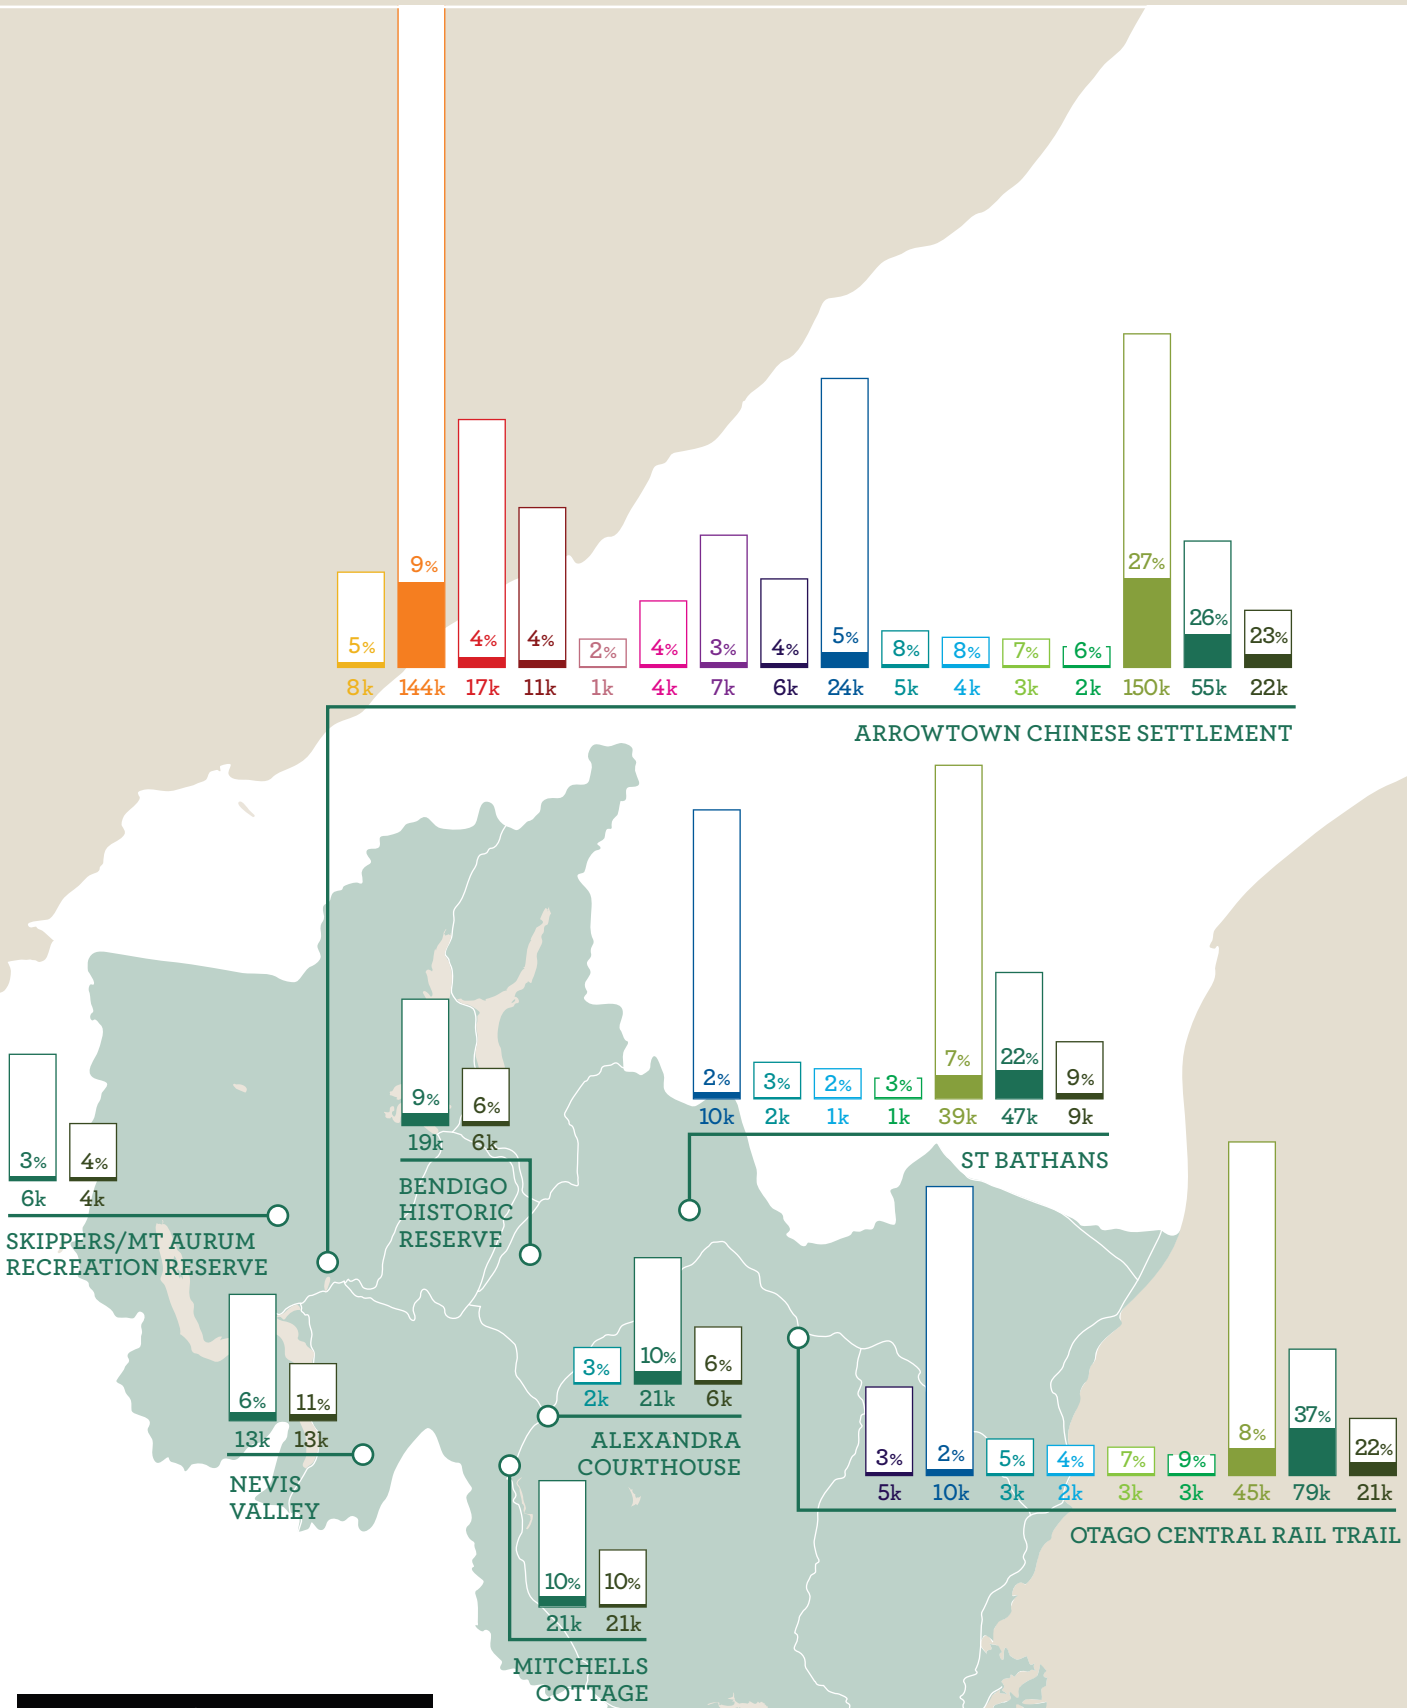 9%
27%
5%
4%
4%
2%
4%
3%
4%
5%
8%
8%
7%
[6%]
26%
23%
8k
144k
17k
11k
1k
4k
7k
6k
24k
5k
4k
3k
2k
150k
55k
22k
ARROWTOWN CHINESE SETTLEMENT
2%
3%
2%
[3%]
7%
22%
9%
10k
2k
1k
1k
39k
47k
9k
ST BATHANS
9%
6%
19k
6k
BENDIGO
HISTORIC
RESERVE
3%
4%
6k
4k
SKIPPERS/MT AURUM
RECREATION RESERVE
6%
11%
13k
13k
NEVIS
VALLEY
3%
10%
6%
2k
21k
6k
ALEXANDRA
COURTHOUSE
3%
2%
5%
4%
7%
[9%]
8%
37%
22%
5k
10k
3k
2k
3k
3k
45k
79k
21k
OTAGO CENTRAL RAIL TRAIL
10%
10%
21k
21k
MITCHELLS
COTTAGE